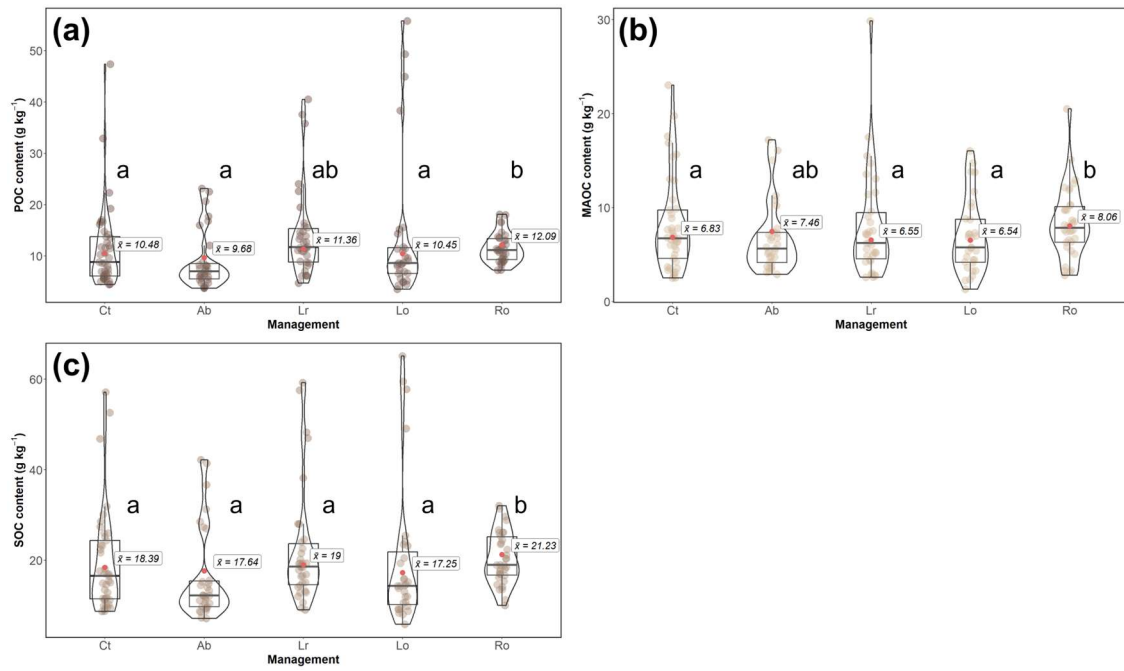 (a)
POC content (g kg⁻¹)
50
40
30
20
10
a
a
ab
a
b
x̄ = 10.48
x̄ = 9.68
x̄ = 11.36
x̄ = 10.45
x̄ = 12.09
Ct
Ab
Lr
Lo
Ro
Management
(b)
MAOC content (g kg⁻¹)
30
20
10
0
a
ab
a
a
b
x̄ = 6.83
x̄ = 7.46
x̄ = 6.55
x̄ = 6.54
x̄ = 8.06
Ct
Ab
Lr
Lo
Ro
Management
(c)
SOC content (g kg⁻¹)
60
40
20
a
a
a
a
b
x̄ = 18.39
x̄ = 17.64
x̄ = 19
x̄ = 17.25
x̄ = 21.23
Ct
Ab
Lr
Lo
Ro
Management